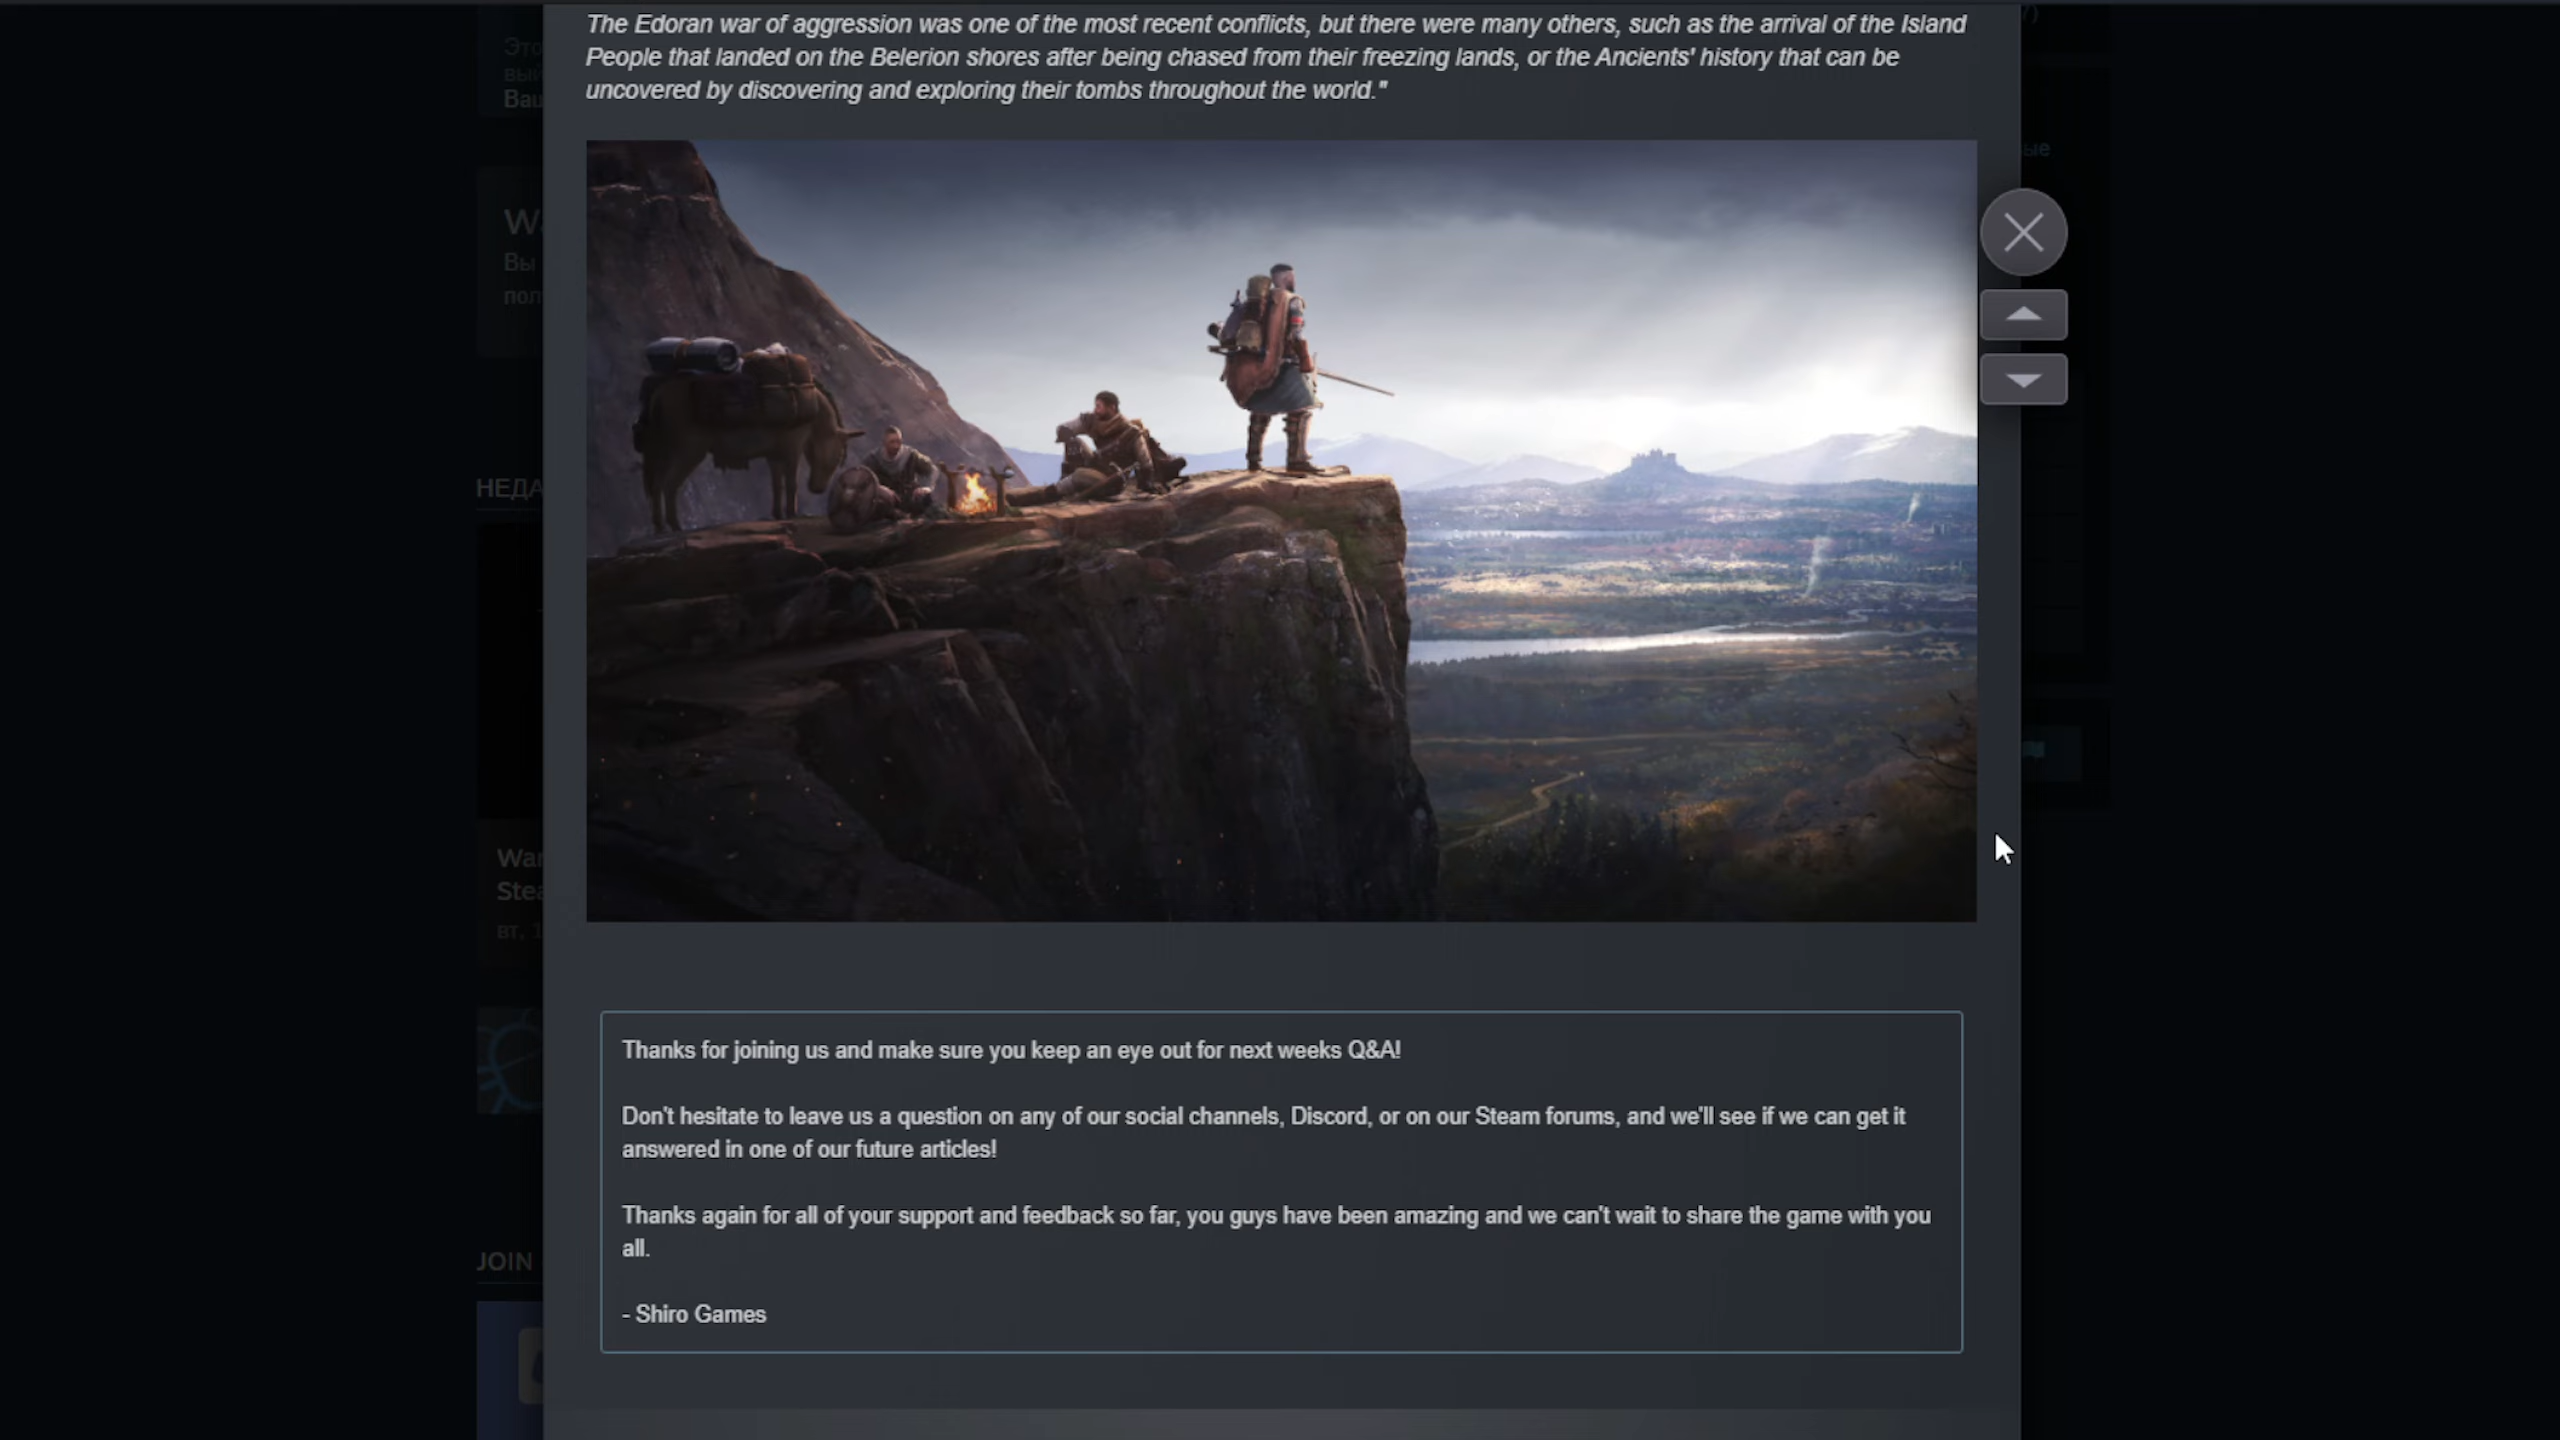 The Edoran war of aggression was one of the most recent conflicts, but there were many others, such as the arrival of the Island
People that landed on the Belerion shores after being chased from their freezing lands, or the Ancients' history that can be
uncovered by discovering and exploring their tombs throughout the world."
Вы
НЕДА
War
Stea
вт, 1
JOIN
Thanks for joining us and make sure you keep an eye out for next weeks Q&A!
Don't hesitate to leave us a question on any of our social channels, Discord, or on our Steam forums, and we'll see if we can get it
answered in one of our future articles!
Thanks again for all of your support and feedback so far, you guys have been amazing and we can't wait to share the game with you
all.
- Shiro Games